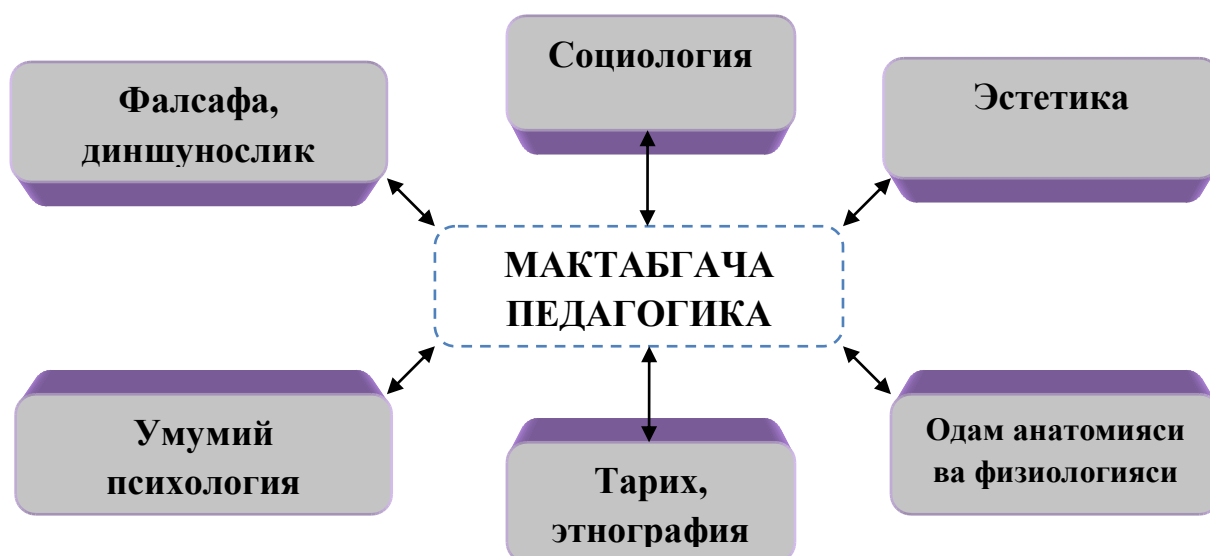 Социология
Фалсафа,
диншунослик
Эстетика
МАКТАБГАЧА
ПЕДАГОГИКА
Умумий
психология
Тарих,
этнография
Одам анатомияси
ва физиологияси